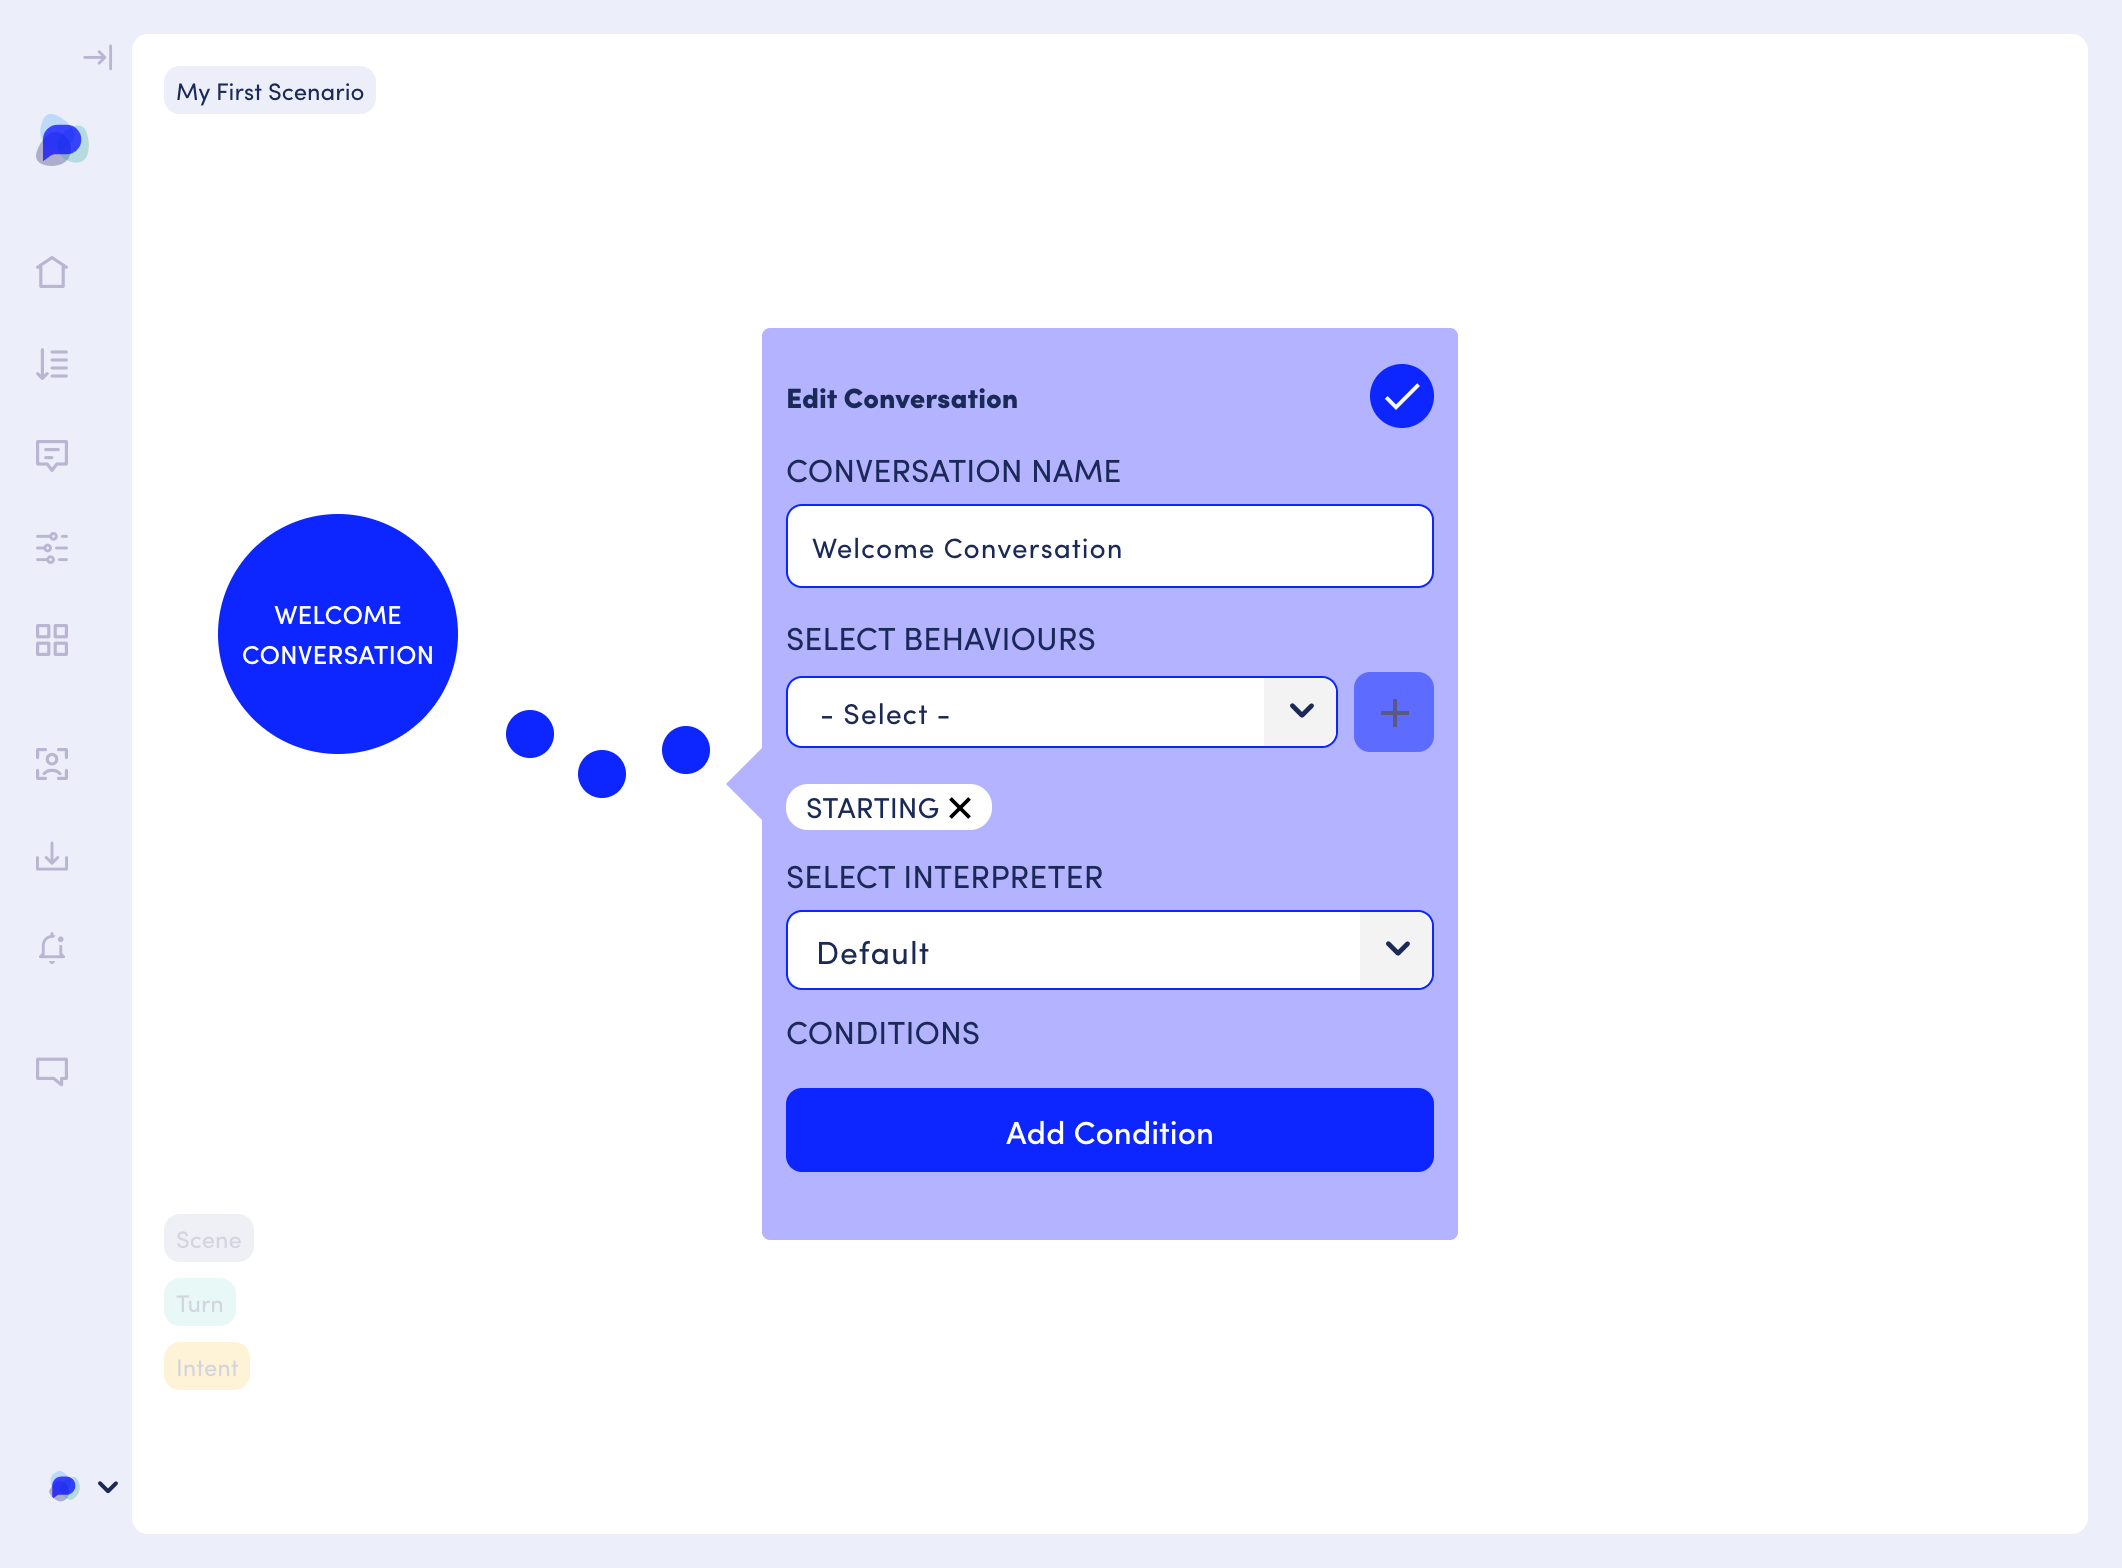 My First Scenario
WELCOME
CONVERSATION
Edit Conversation
CONVERSATION NAME
Welcome Conversation
SELECT BEHAVIOURS
- Select -
STARTING
SELECT INTERPRETER
Default
CONDITIONS
Add Condition
Scene
Turn
Intent